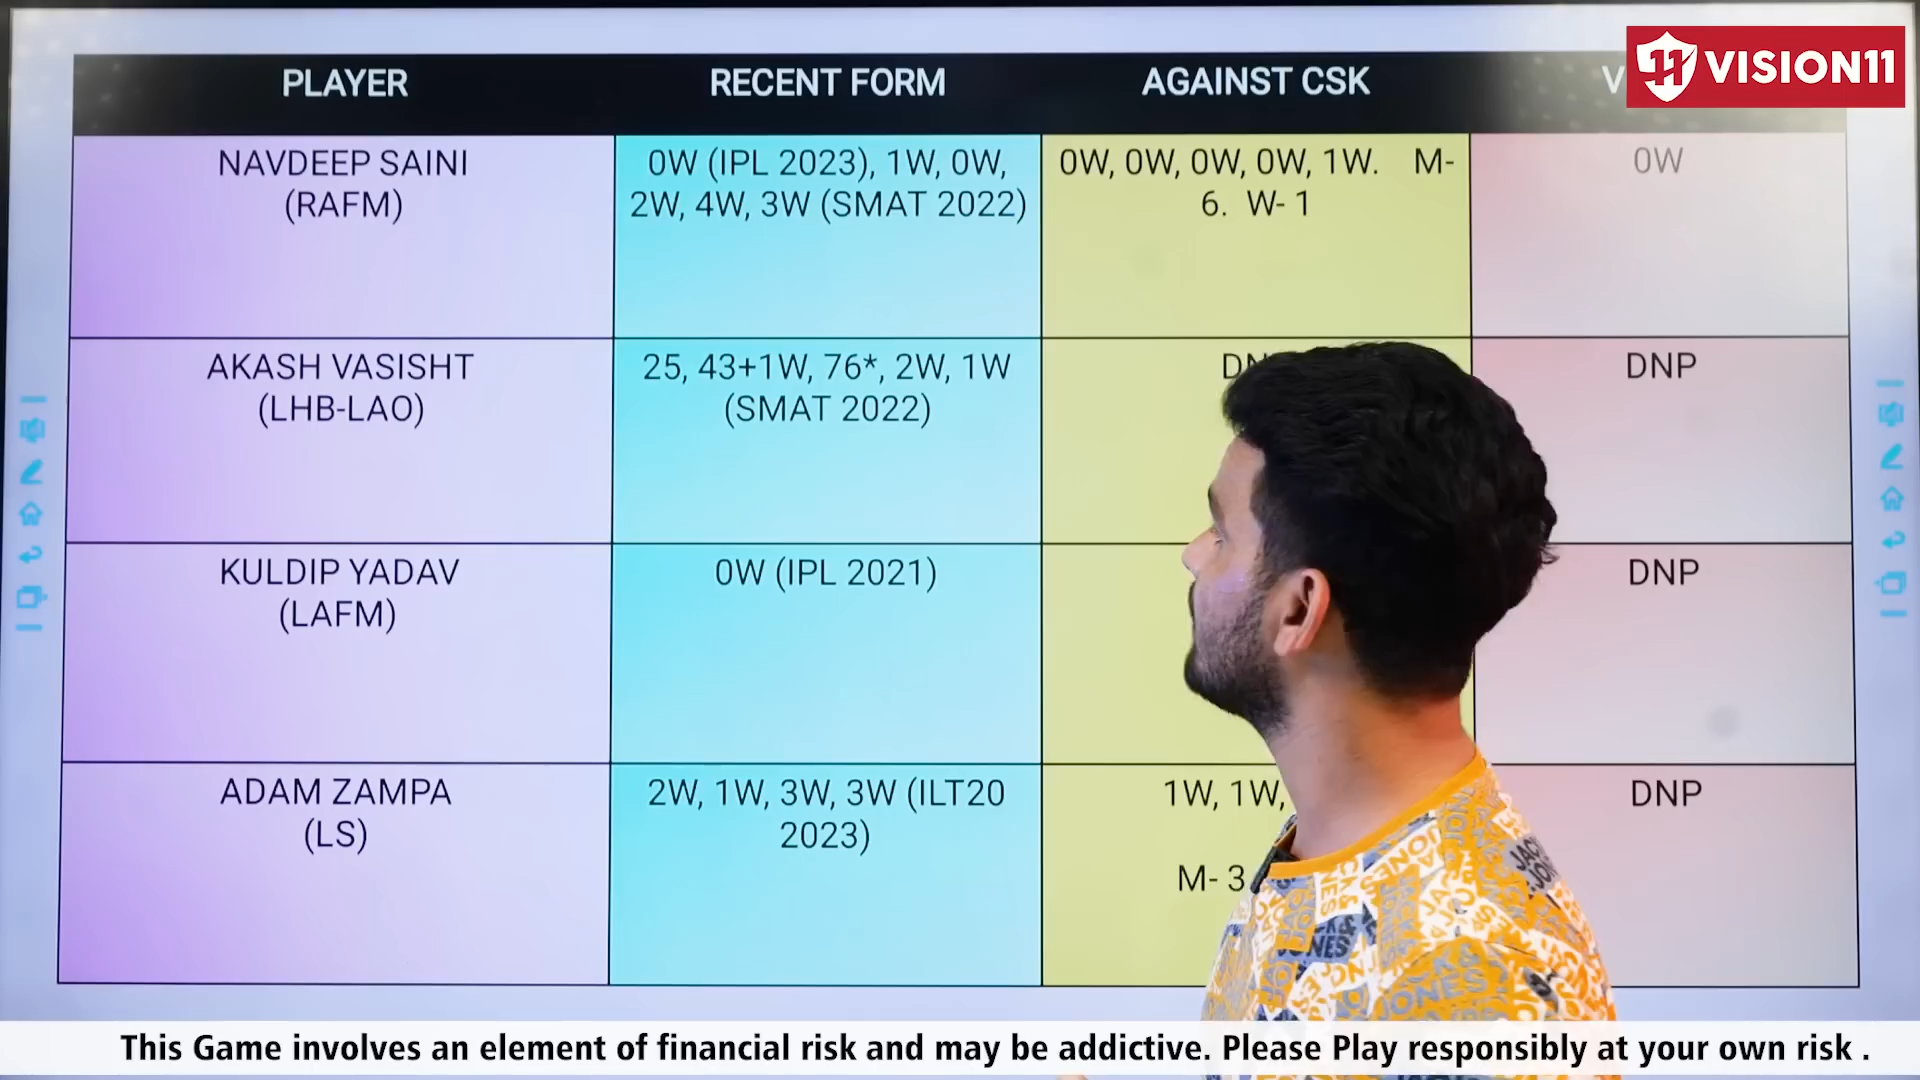 VISION11
PLAYER
RECENT FORM
AGAINST CSK
NAVDEEP SAINI
(RAFM)
0W (IPL 2023), 1W, 0W,
2W, 4W, 3W (SMAT 2022)
0W, 0W, 0W, 0W, 1W. M-
6. W- 1
0W
AKASH VASISHT
(LHB-LAO)
25, 43+1W, 76*, 2W, 1W
(SMAT 2022)
DNP
KULDIP YADAV
(LAFM)
0W (IPL 2021)
DNP
ADAM ZAMPA
(LS)
2W, 1W, 3W, 3W (ILT20
2023)
1W, 1W,
M- 3
DNP
This Game involves an element of financial risk and may be addictive. Please Play responsibly at your own risk .